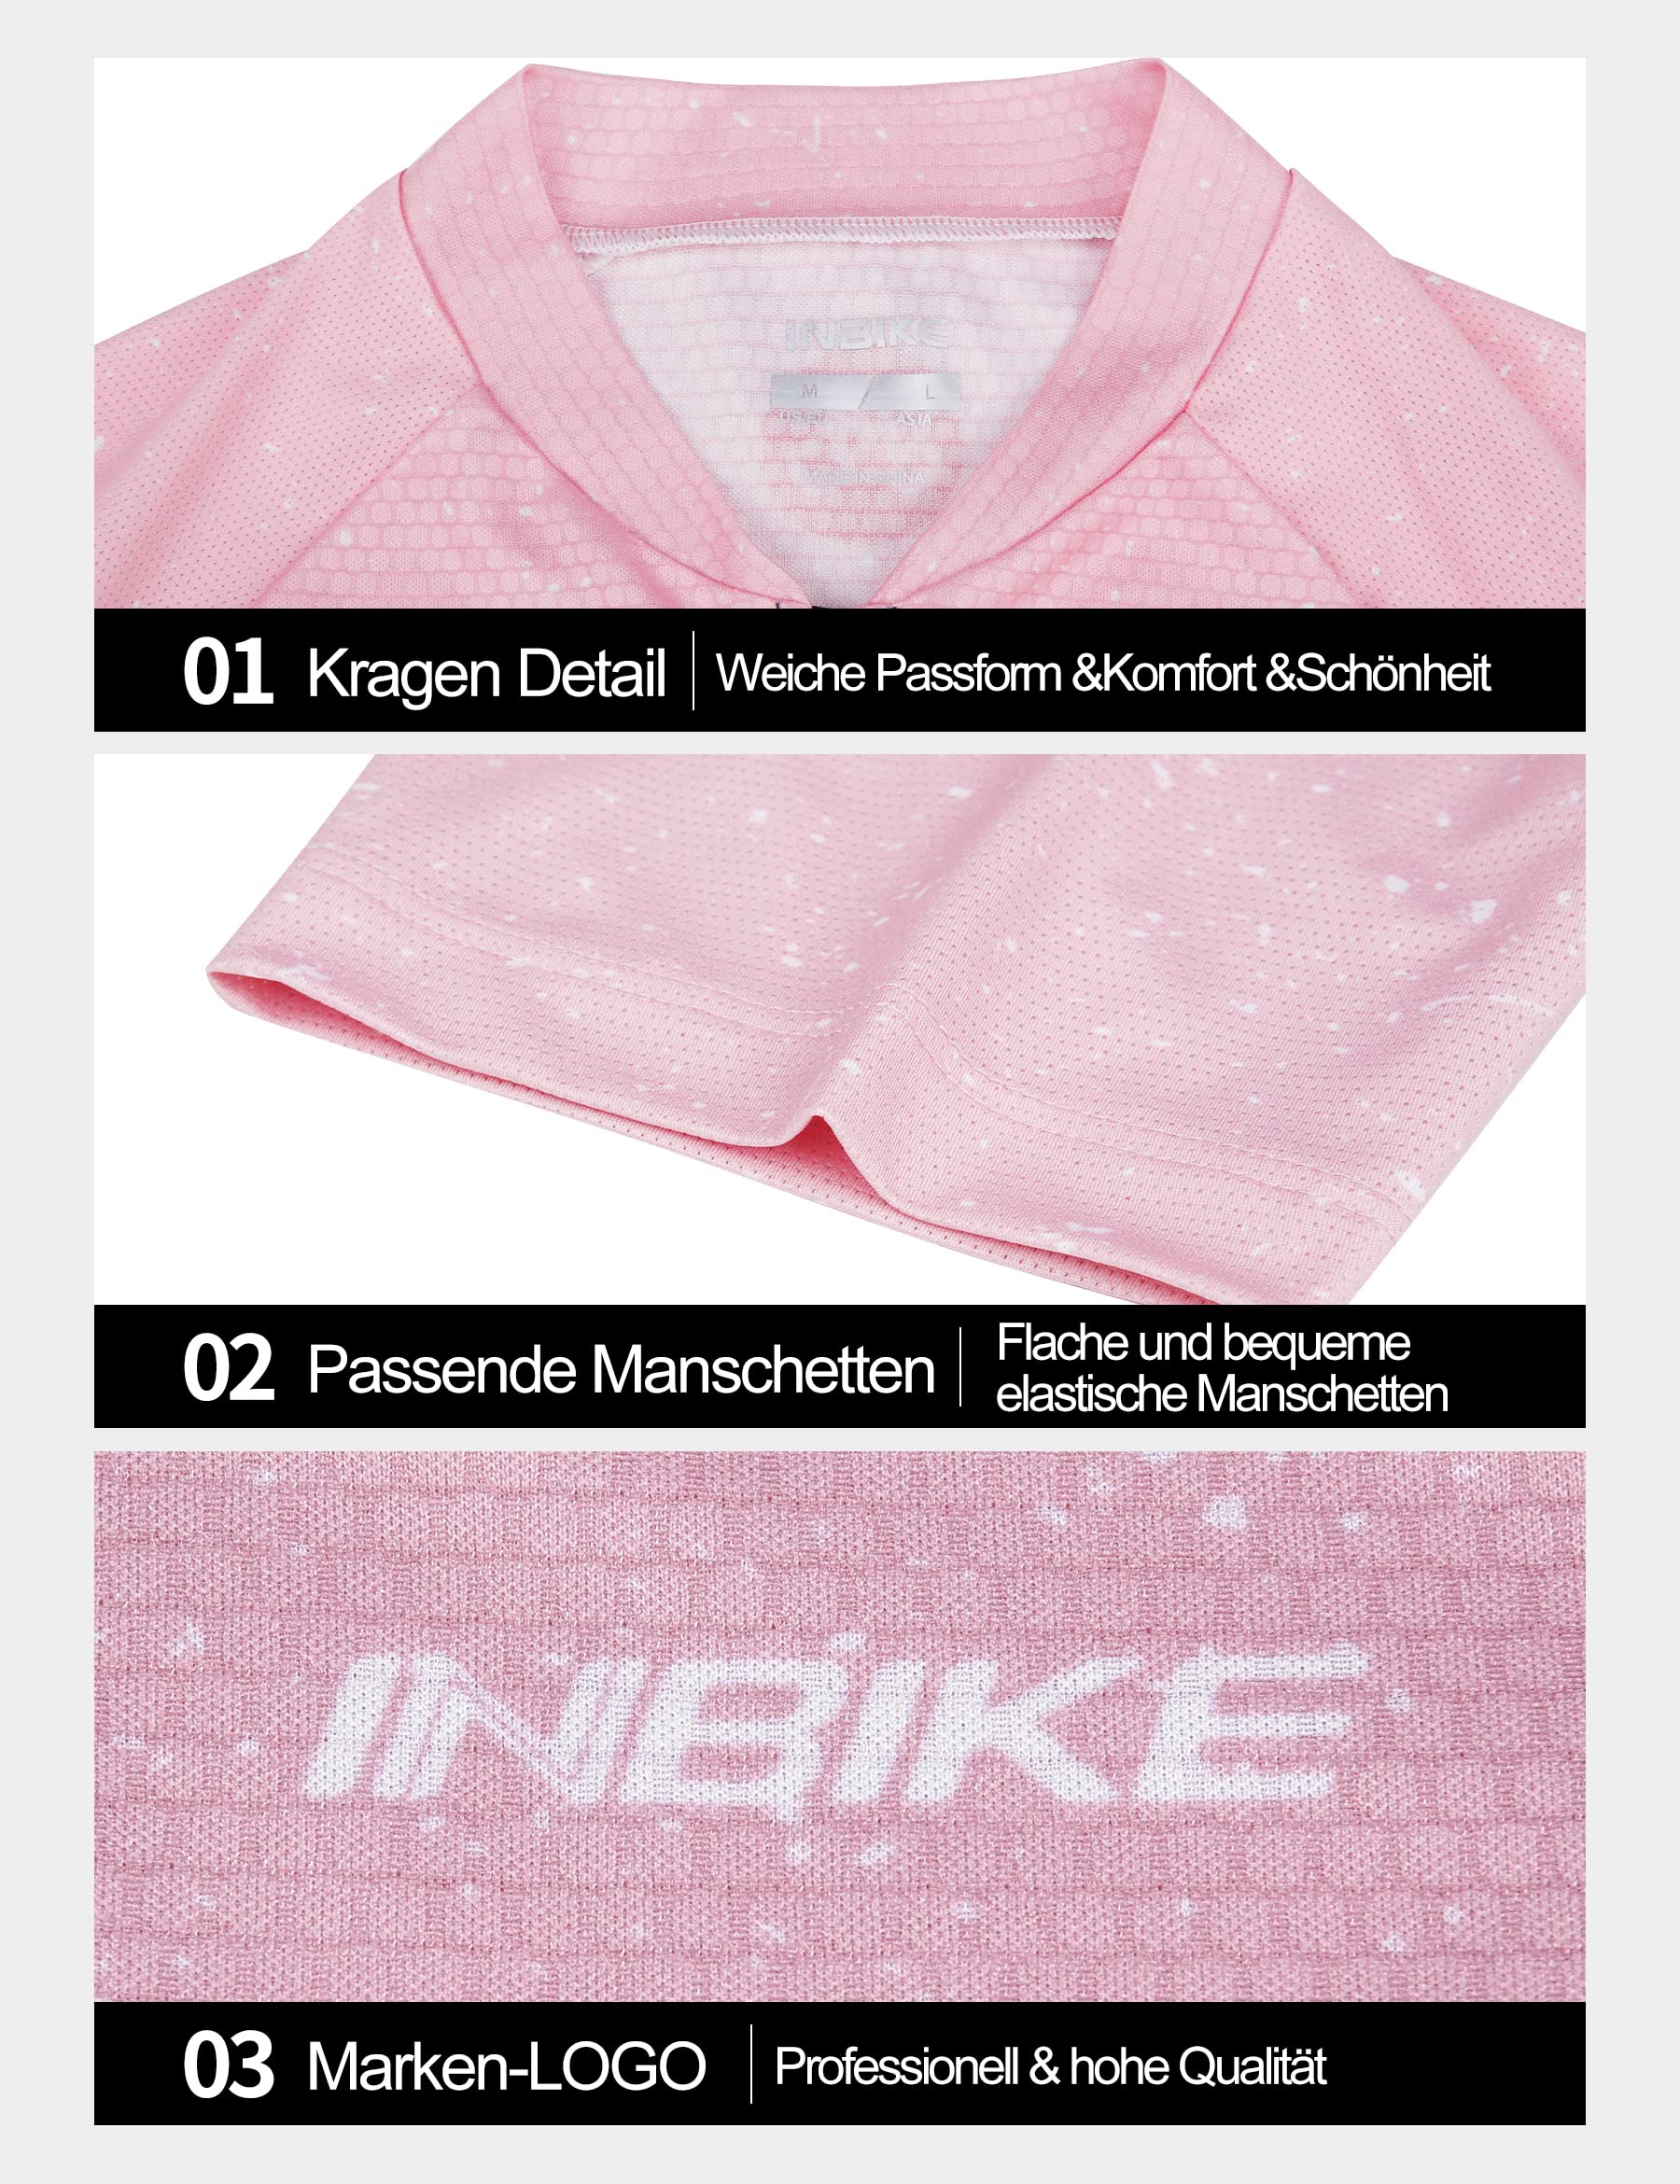 INBIKE
M / L
ASIA
01 Kragen Detail Weiche Passform &Komfort &Schönheit
02 Passende Manschetten Flache und bequeme
elastische Manschetten
INBIKE
03 Marken-LOGO Professionell & hohe Qualität